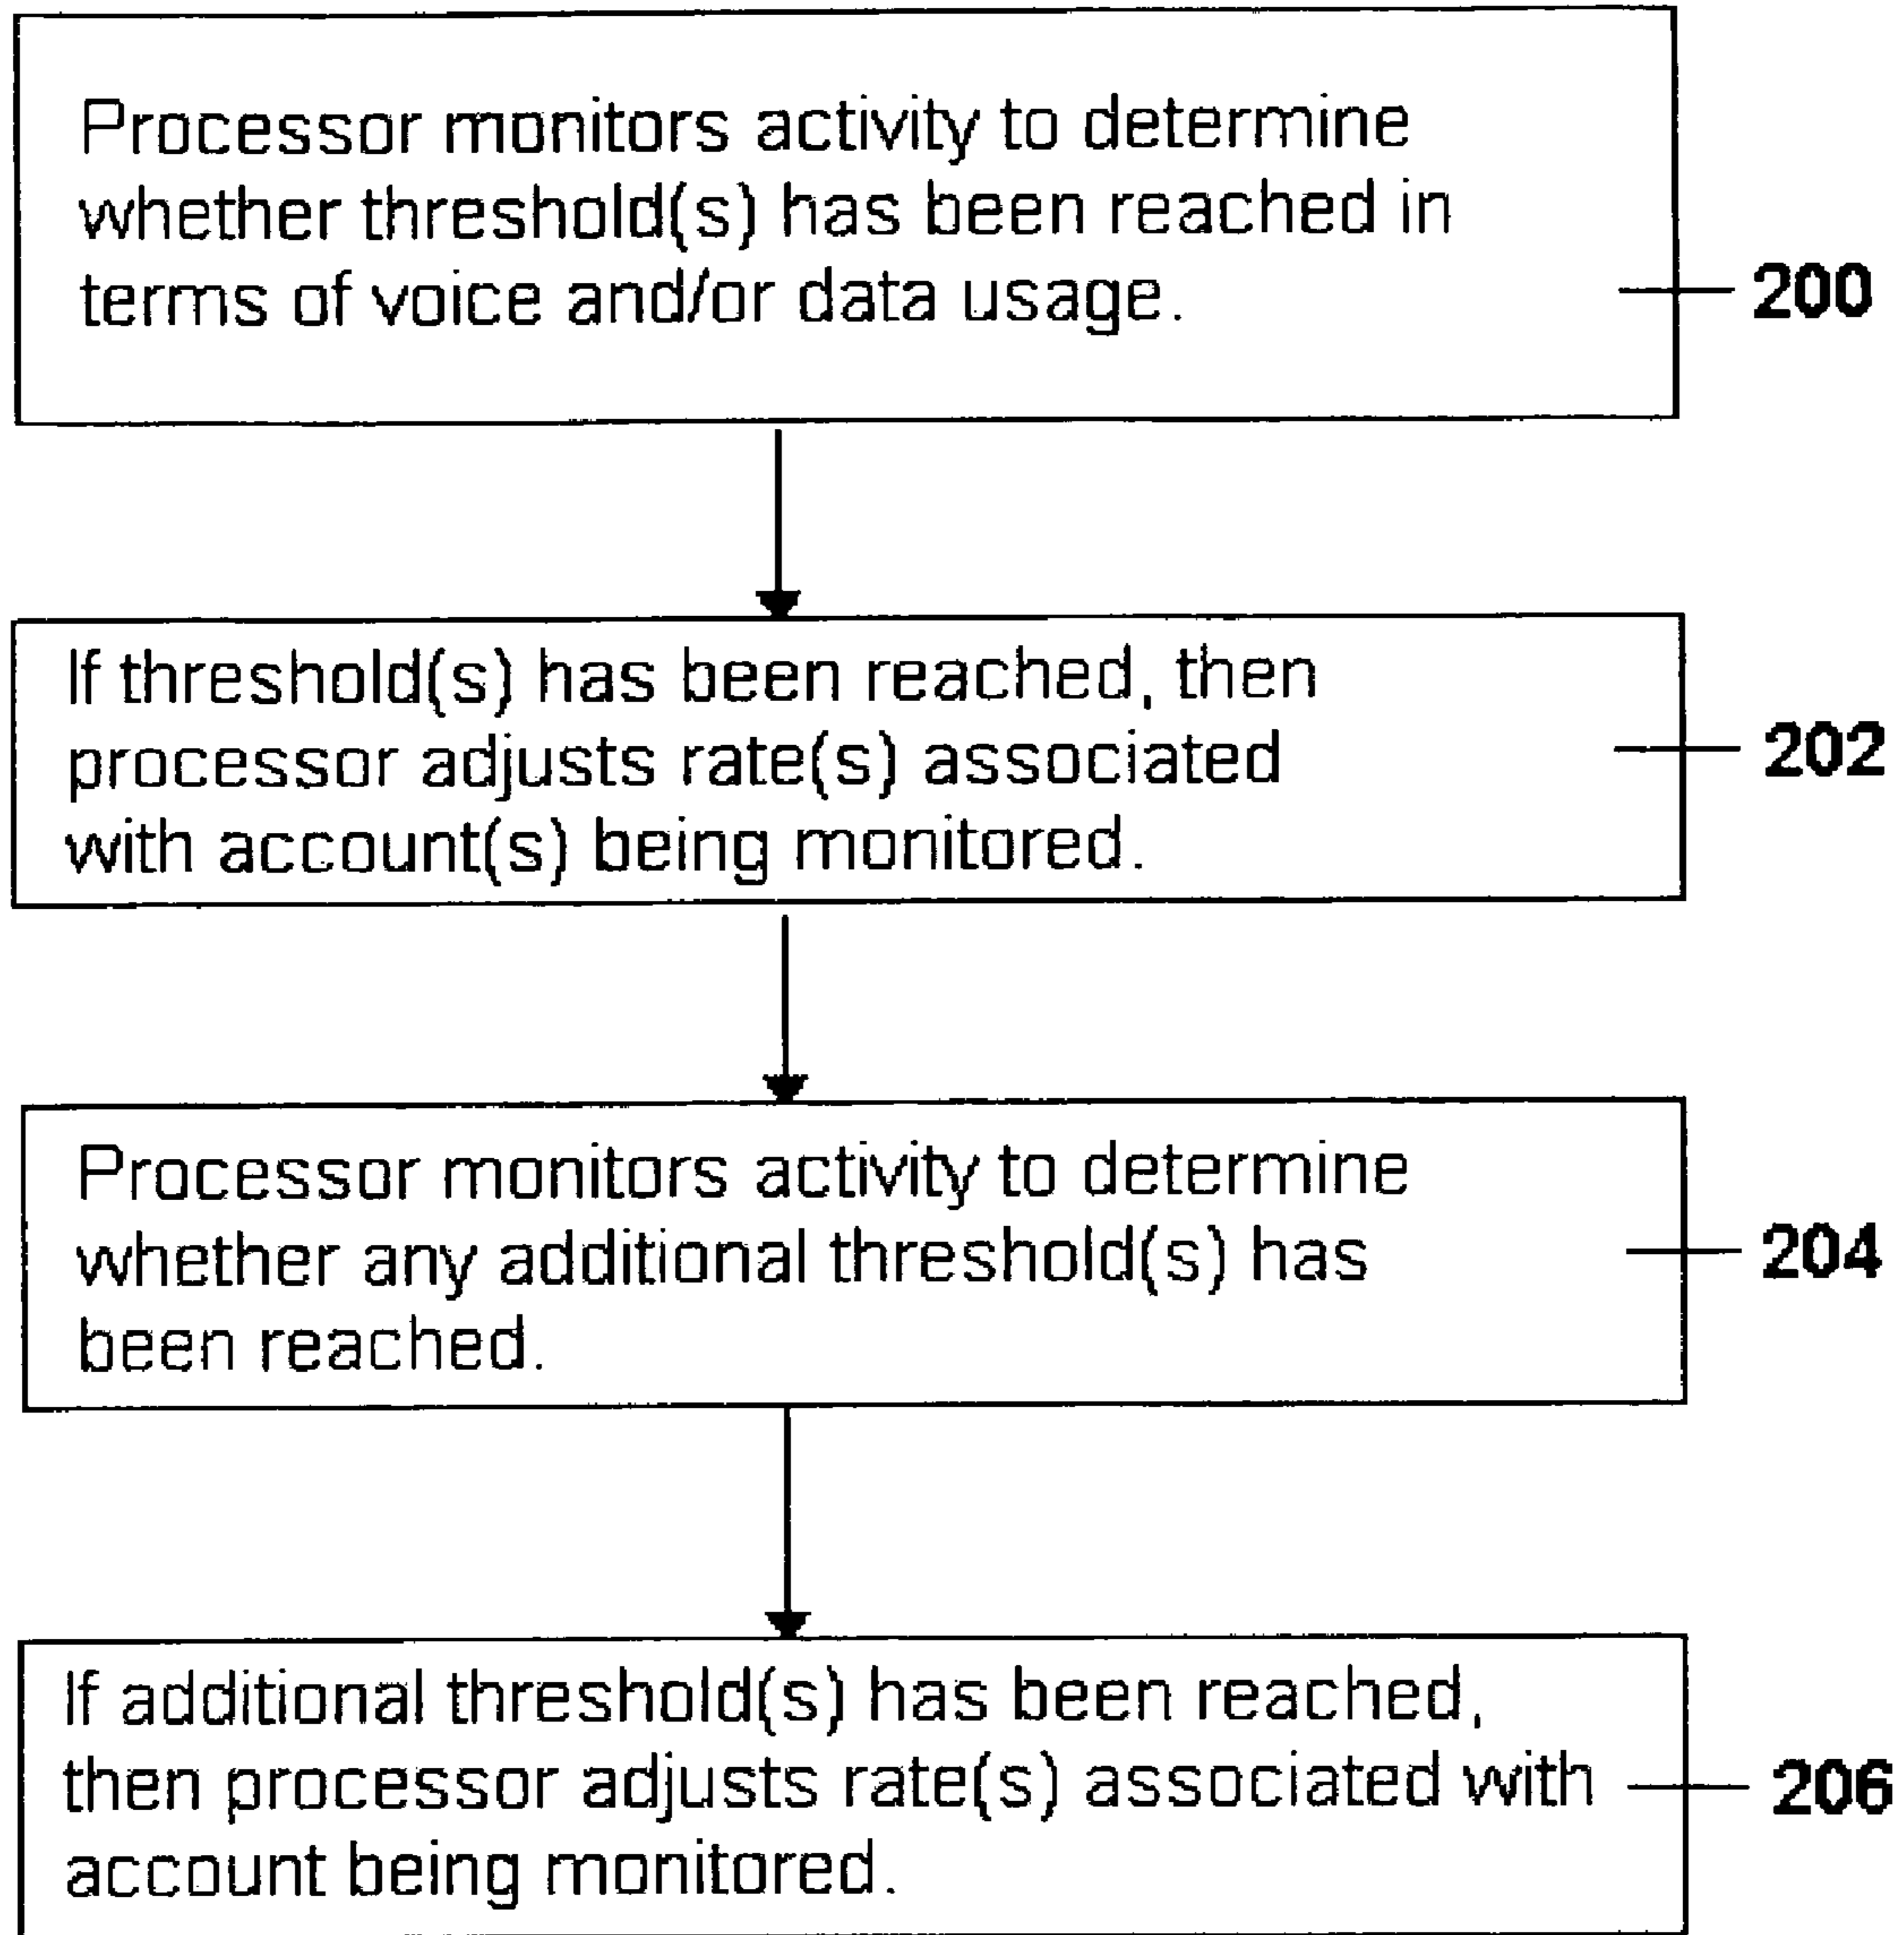 Processor monitors activity to determine
whether threshold(s) has been reached in
terms of voice and/or data usage.
200
If threshold(s) has been reached, then
processor adjusts rate(s) associated
with account(s) being monitored.
202
Processor monitors activity to determine
whether any additional threshold(s) has
been reached.
204
If additional threshold(s) has been reached,
then processor adjusts rate(s) associated with
account being monitored.
206